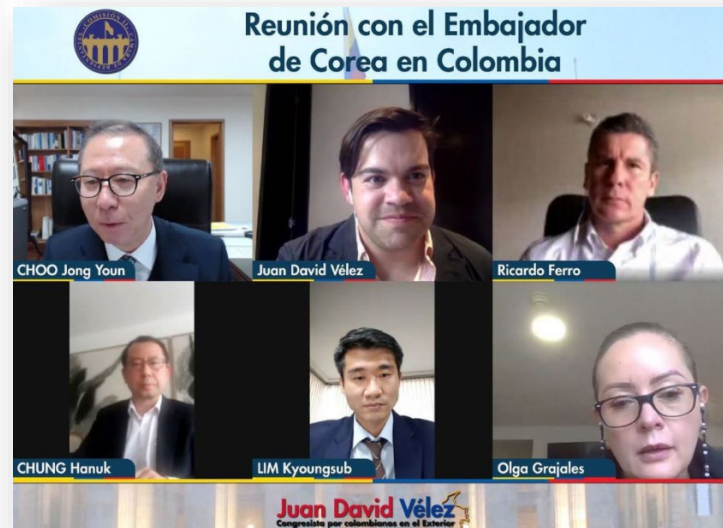 Reunión con el Embajador
de Corea en Colombia
CHOO Jong Youn
Juan David Vélez
Ricardo Ferro
CHUNG Hanuk
LIM Kyoungsub
Olga Grajales
Juan David Vélez
Congresista por colombianos en el Exterior